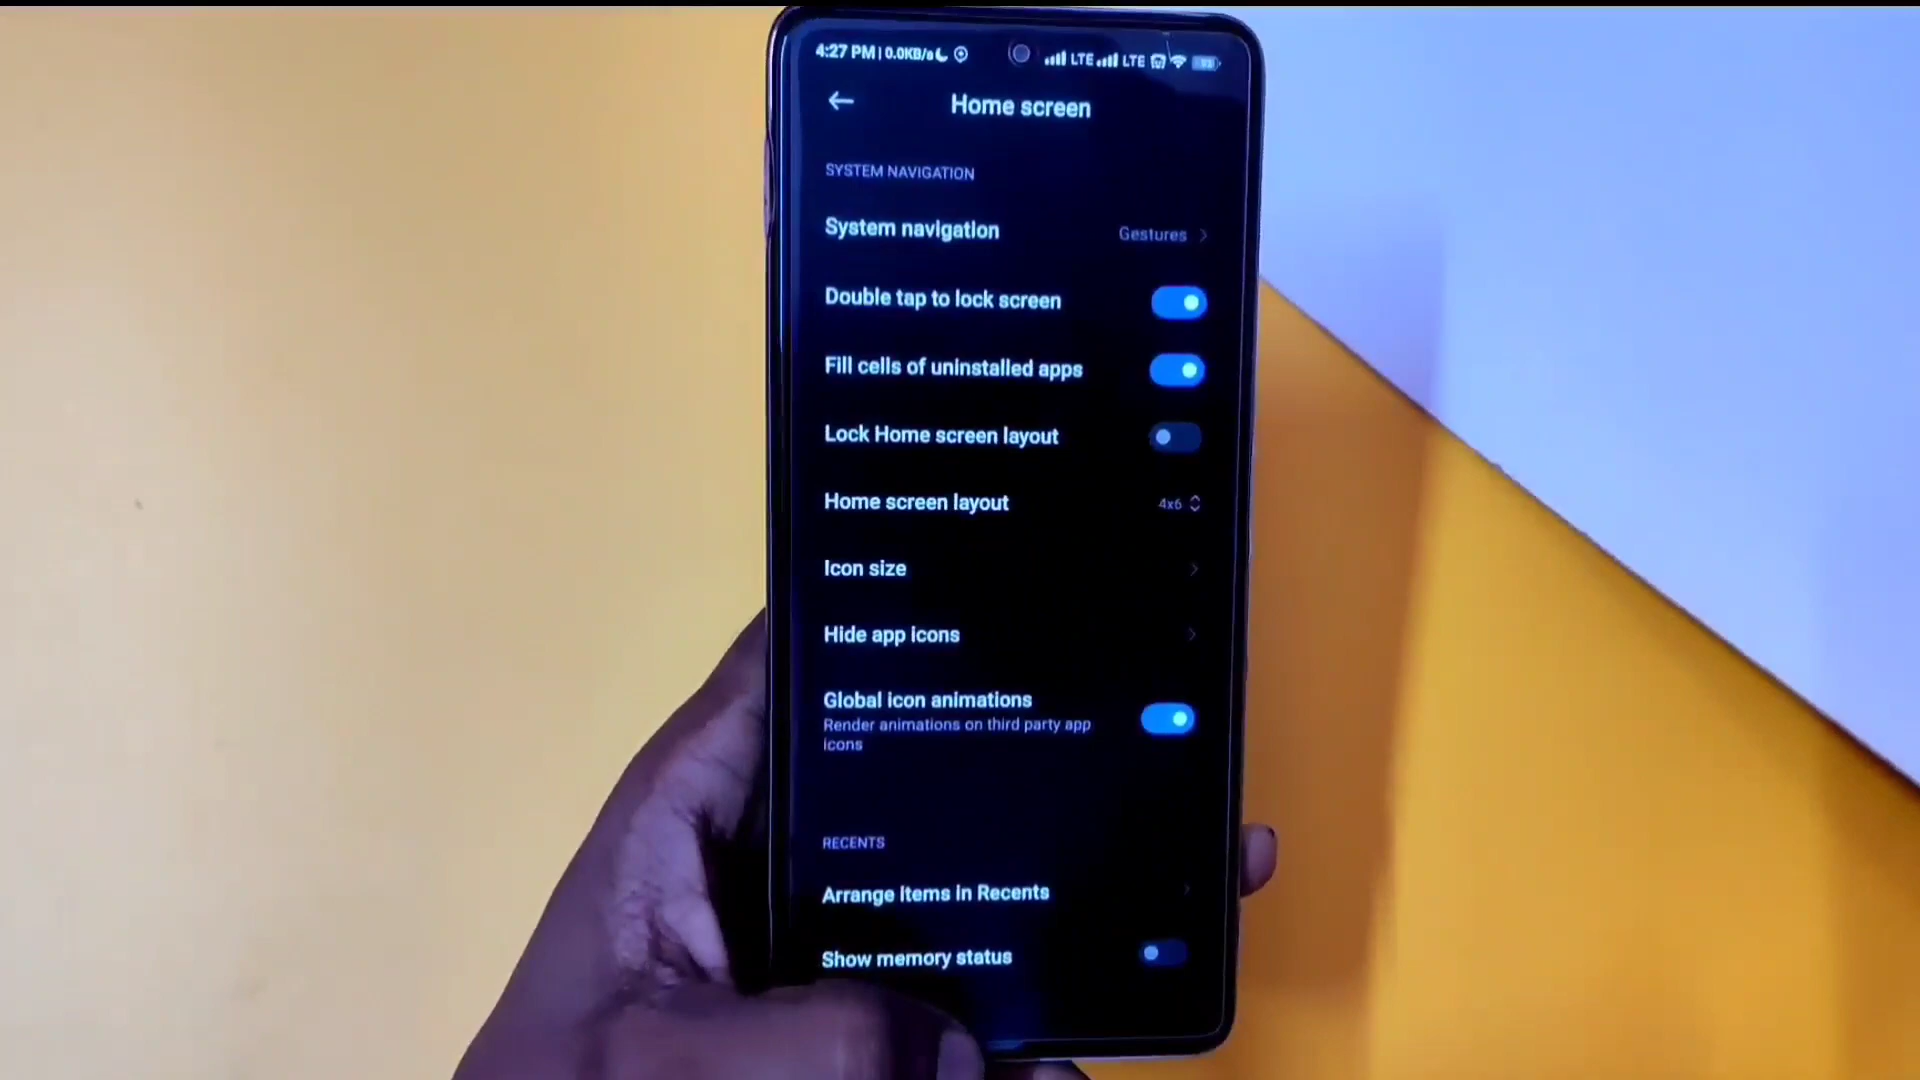 4:27 PM | 0.0KB/s LTE LTE
Home screen
SYSTEM NAVIGATION
System navigation Gestures
Double tap to lock screen
Fill cells of uninstalled apps
Lock Home screen layout
Home screen layout 4x6
Icon size
Hide app icons
Global icon animations
Render animations on third party app
icons
RECENTS
Arrange items in Recents
Show memory status